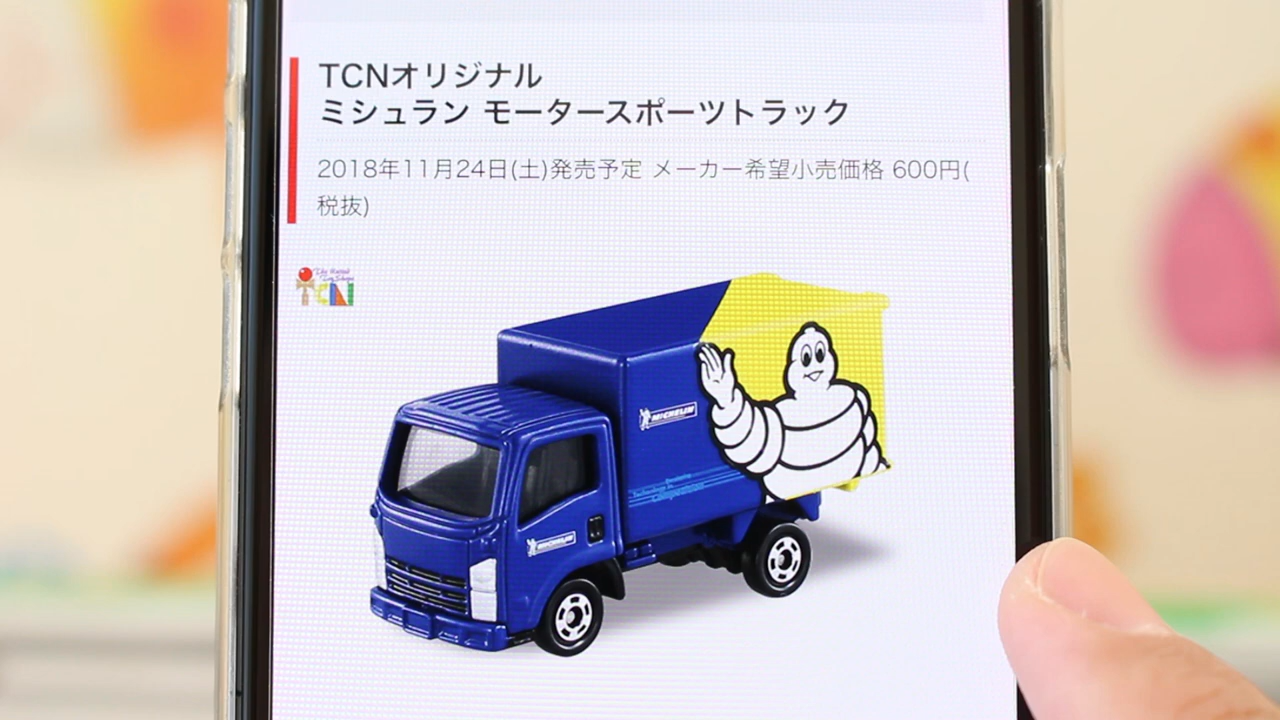 TCNオリジナル
ミシュラン モータースポーツトラック
2018年11月24日(土)発売予定 メーカー希望小売価格 600円(
税抜)
TCN
MICHELIN
MICHELIN